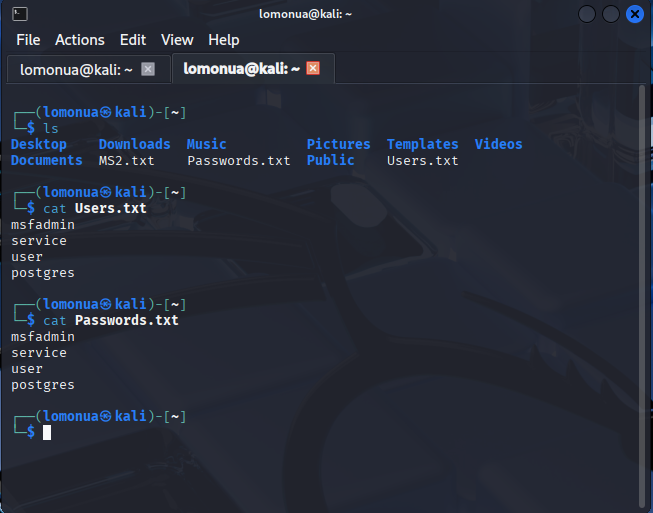 lomonua@kali: ~
File Actions Edit View Help
lomonua@kali: ~ lomonua@kali: ~
┌──(lomonua㉿kali)-[~]
└─$ ls
Desktop Downloads Music Pictures Templates Videos
Documents MS2.txt Passwords.txt Public Users.txt
┌──(lomonua㉿kali)-[~]
└─$ cat Users.txt
msfadmin
service
user
postgres
┌──(lomonua㉿kali)-[~]
└─$ cat Passwords.txt
msfadmin
service
user
postgres
┌──(lomonua㉿kali)-[~]
└─$